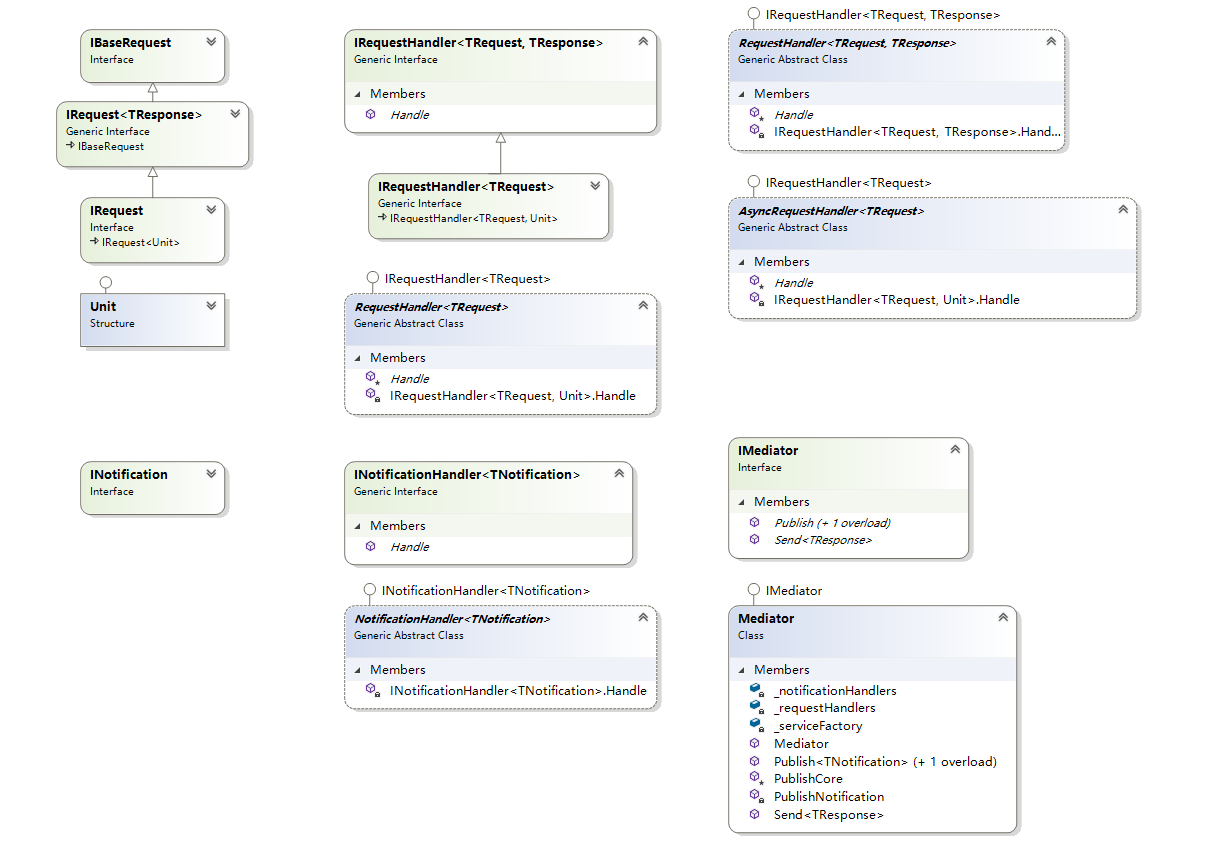 IBaseRequest
Interface
IRequest<TResponse>
Generic Interface
IBaseRequest
IRequest
Interface
IRequest<Unit>
Unit
Structure
IRequestHandler<TRequest, TResponse>
Generic Interface
Members
Handle
IRequestHandler<TRequest>
Generic Interface
IRequestHandler<TRequest, Unit>
IRequestHandler<TRequest>
RequestHandler<TRequest>
Generic Abstract Class
Members
Handle
IRequestHandler<TRequest, Unit>.Handle
IRequestHandler<TRequest, TResponse>
RequestHandler<TRequest, TResponse>
Generic Abstract Class
Members
Handle
IRequestHandler<TRequest, TResponse>.Hand...
IRequestHandler<TRequest>
AsyncRequestHandler<TRequest>
Generic Abstract Class
Members
Handle
IRequestHandler<TRequest, Unit>.Handle
INotification
Interface
INotificationHandler<TNotification>
Generic Interface
Members
Handle
INotificationHandler<TNotification>
NotificationHandler<TNotification>
Generic Abstract Class
Members
INotificationHandler<TNotification>.Handle
IMediator
Interface
Members
Publish (+ 1 overload)
Send<TResponse>
IMediator
Mediator
Class
Members
_notificationHandlers
_requestHandlers
_serviceFactory
Mediator
Publish<TNotification> (+ 1 overload)
PublishCore
PublishNotification
Send<TResponse>